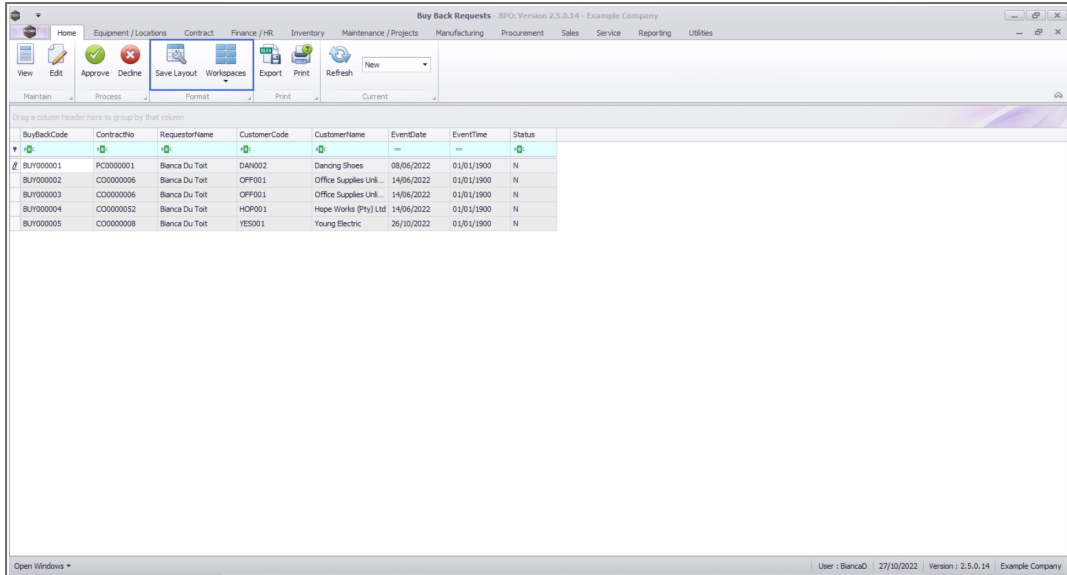 Buy Back Requests - BPO: Version 2.5.0.14 - Example Company
Home Equipment / Locations Contract Finance / HR Inventory Maintenance / Projects Manufacturing Procurement Sales Service Reporting Utilities
View Edit Approve Decline Save Layout Workspaces Export Print Refresh New
Maintain Process Format Print Current
Drag a column header here to group by that column
BuyBackCode ContractNo RequestorName CustomerCode CustomerName EventDate EventTime Status
BUY000001 PC0000001 Bianca Du Toit DAN002 Dancing Shoes 08/06/2022 01/01/1900 N
BUY000002 CO0000006 Bianca Du Toit OFF001 Office Supplies Unli... 14/06/2022 01/01/1900 N
BUY000003 CO0000006 Bianca Du Toit OFF001 Office Supplies Unli... 14/06/2022 01/01/1900 N
BUY000004 CO0000052 Bianca Du Toit HOP001 Hope Works (Pty) Ltd 14/06/2022 01/01/1900 N
BUY000005 CO0000008 Bianca Du Toit YES001 Young Electric 26/10/2022 01/01/1900 N
Open Windows User : BiancaD 27/10/2022 Version : 2.5.0.14 Example Company